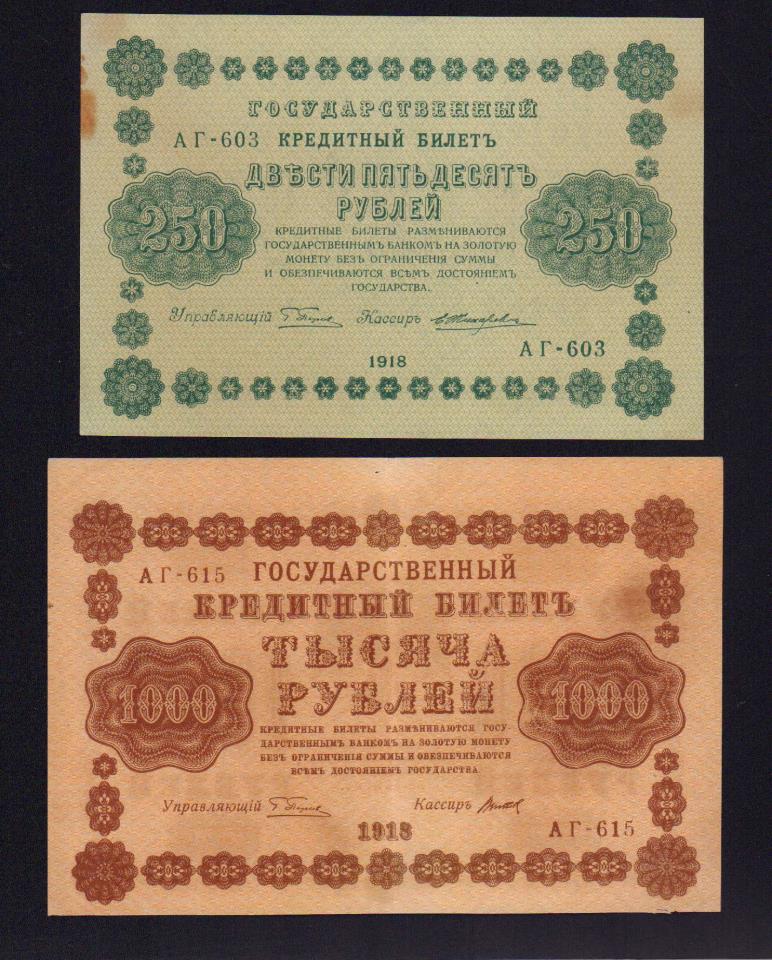 ГОСУДАРСТВЕННЫЙ
АГ-603 КРЕДИТНЫЙ БИЛЕТЪ
ДВѢСТИ ПЯТЬДЕСЯТЪ
РУБЛЕЙ
250 250
КРЕДИТНЫЕ БИЛЕТЫ РАЗМѢНИВАЮТСЯ
ГОСУДАРСТВЕННЫМЪ БАНКОМЪ НА ЗОЛОТУЮ
МОНЕТУ БЕЗЪ ОГРАНИЧЕНІЯ СУММЫ
И ОБЕЗПЕЧИВАЮТСЯ ВСѢМЪ ДОСТОЯНІЕМЪ
ГОСУДАРСТВА.
Управляющій Кассиръ
АГ-603
1918
АГ-615 ГОСУДАРСТВЕННЫЙ
КРЕДИТНЫЙ БИЛЕТЪ
ТЫСЯЧА
РУБЛЕЙ
1000 1000
КРЕДИТНЫЕ БИЛЕТЫ РАЗМѢНИВАЮТСЯ ГОСУ-
ДАРСТВЕННЫМЪ БАНКОМЪ НА ЗОЛОТУЮ МОНЕТУ
БЕЗЪ ОГРАНИЧЕНІЯ СУММЫ И ОБЕЗПЕЧИВАЮТСЯ
ВСѢМЪ ДОСТОЯНІЕМЪ ГОСУДАРСТВА.
Управляющій Кассиръ
1918 АГ-615